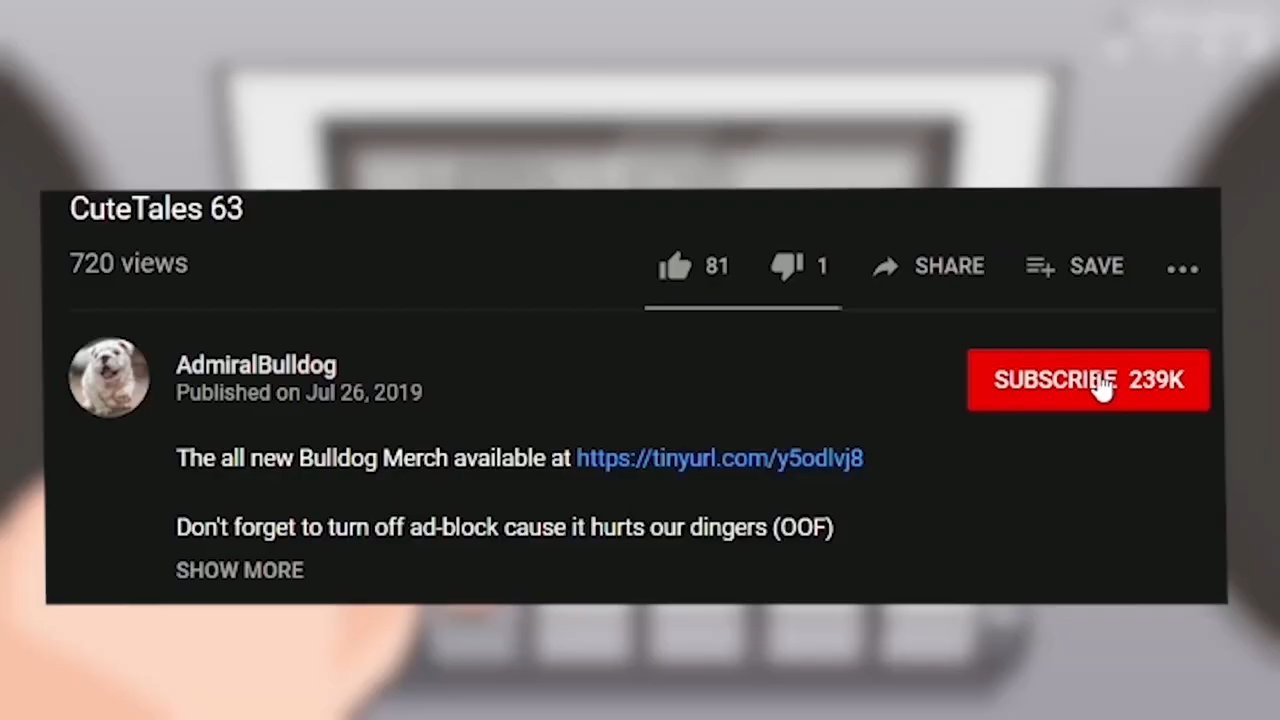 CuteTales 63
720 views
81
1
SHARE
SAVE
AdmiralBulldog
Published on Jul 26, 2019
SUBSCRIBE 239K
The all new Bulldog Merch available at https://tinyurl.com/y5odlvj8
Don't forget to turn off ad-block cause it hurts our dingers (OOF)
SHOW MORE